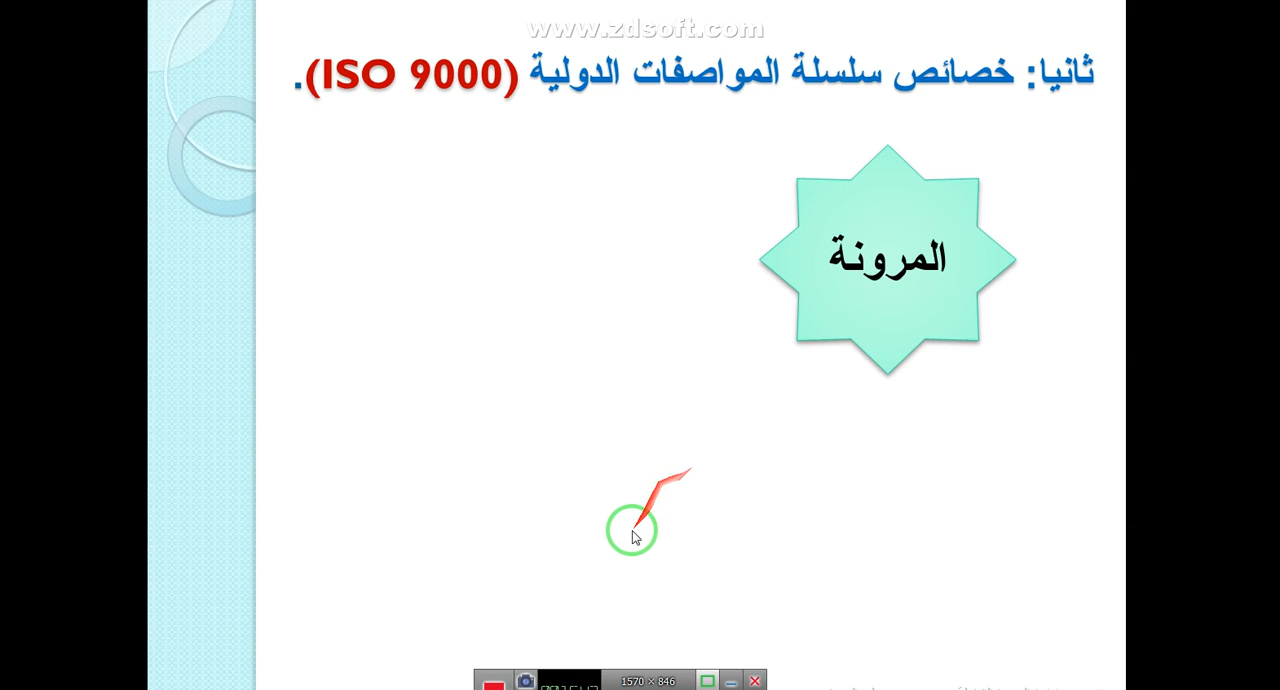 www.zdsoft.com
ثانيا: خصائص سلسلة المواصفات الدولية (ISO 9000).
المرونة
1570 × 846